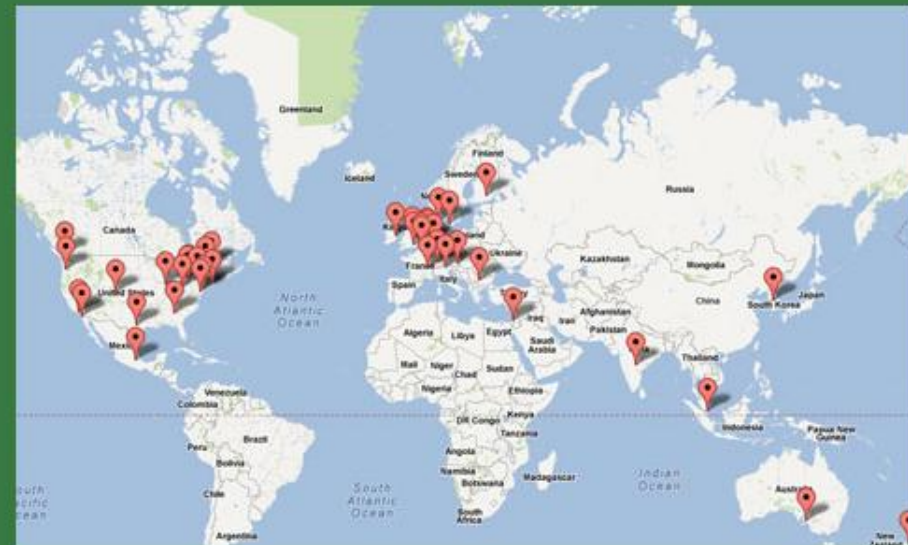 Greenland
Iceland
Finland
Sweden
Russia
Canada
Ukraine
France
Kazakhstan
Mongolia
Spain
Italy
United States
North
Atlantic
Ocean
China
South Korea
Japan
Iraq
Iran
Afghanistan
Pakistan
Algeria
Libya
Egypt
Saudi
Arabia
Mali
Niger
Chad
Sudan
Thailand
Nigeria
Ethiopia
Venezuela
Colombia
DR Congo
Kenya
Tanzania
Indonesia
Papua New
Guinea
Peru
Brazil
Angola
Bolivia
Namibia
Botswana
Madagascar
Indian
Ocean
Chile
South
Atlantic
Ocean
South
Africa
Argentina
New